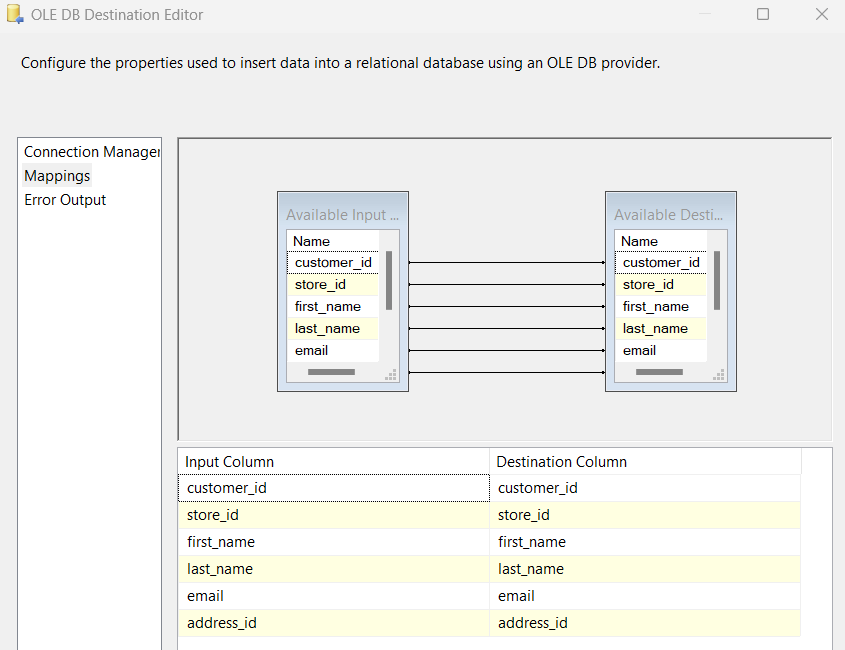 OLE DB Destination Editor
Configure the properties used to insert data into a relational database using an OLE DB provider.
Connection Manager
Mappings
Error Output
Available Input ...
Name
customer_id
store_id
first_name
last_name
email
Available Desti...
Name
customer_id
store_id
first_name
last_name
email
Input Column Destination Column
customer_id customer_id
store_id store_id
first_name first_name
last_name last_name
email email
address_id address_id